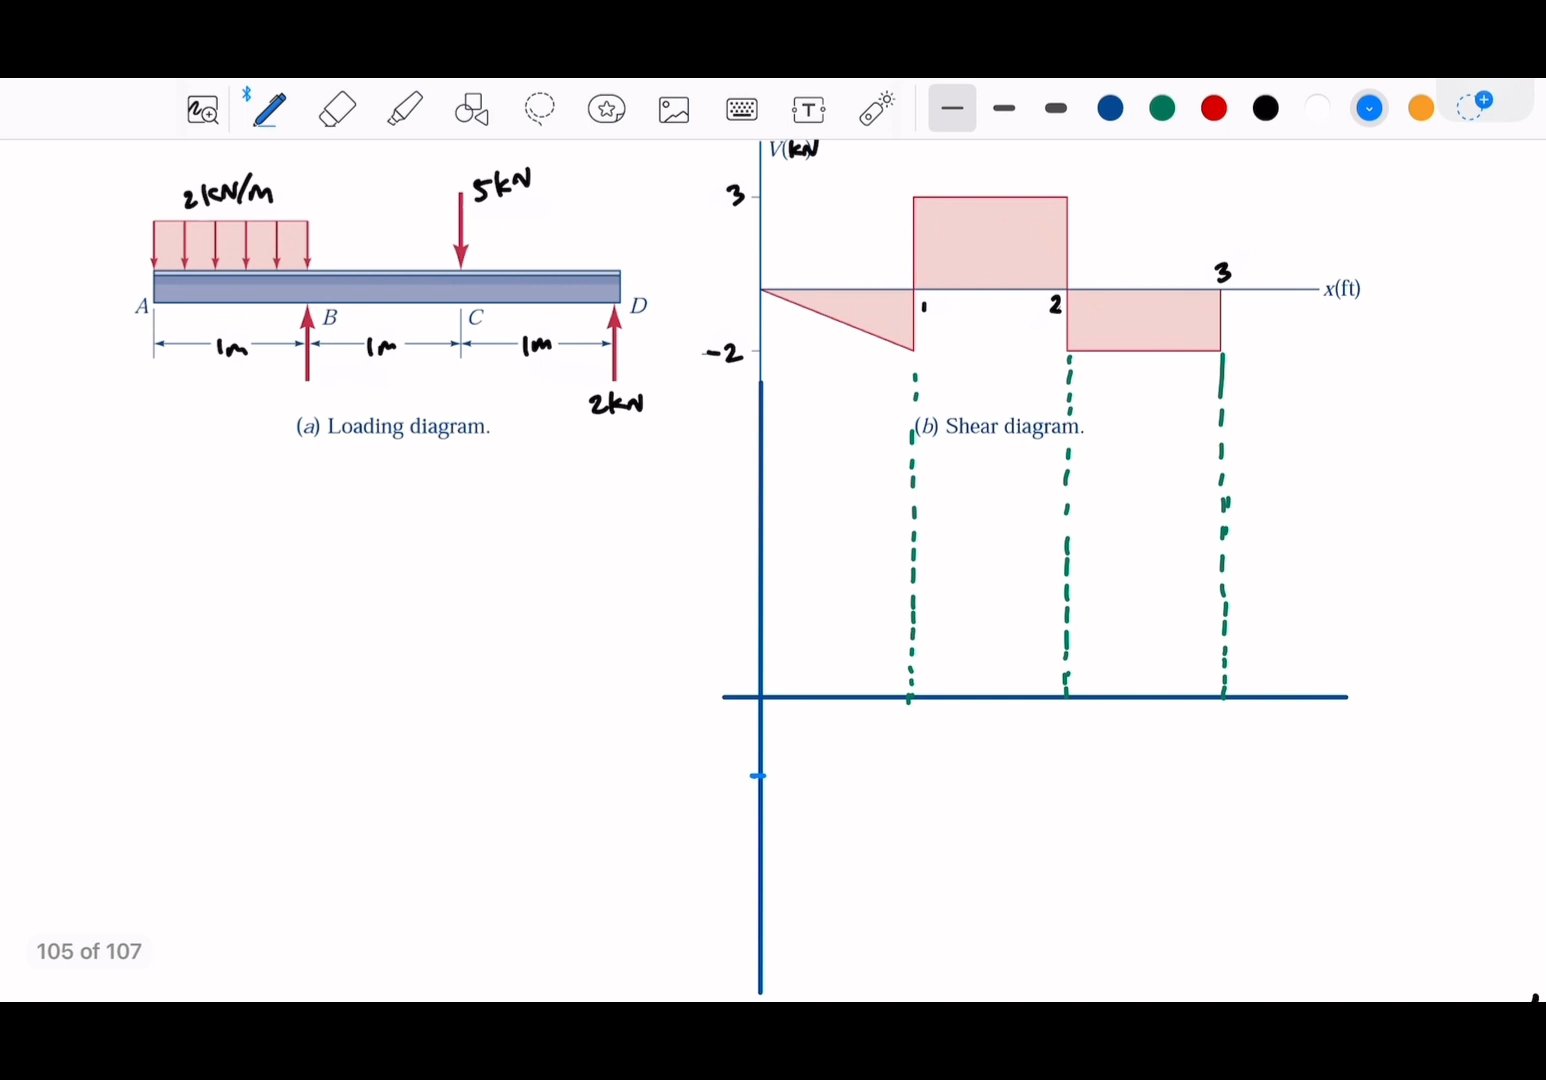 V(kN
2kN/m
5kN
3
3
A
B
C
D
1
2
x(ft)
1m
1m
1m
-2
2kN
(a) Loading diagram.
(b) Shear diagram.
105 of 107